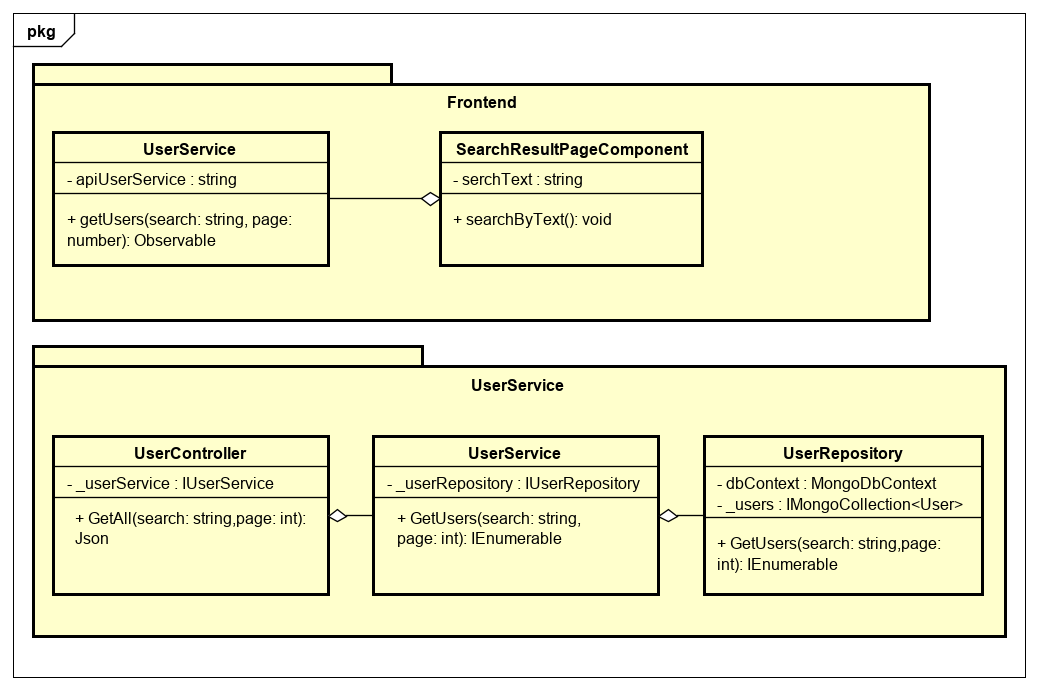 pkg
Frontend
UserService
- apiUserService : string
+ getUsers(search: string, page:
number): Observable
SearchResultPageComponent
- serchText : string
+ searchByText(): void
UserService
UserController
- _userService : IUserService
+ GetAll(search: string,page: int):
Json
UserService
- _userRepository : IUserRepository
+ GetUsers(search: string,
page: int): IEnumerable
UserRepository
- dbContext : MongoDbContext
- _users : IMongoCollection<User>
+ GetUsers(search: string,page:
int): IEnumerable